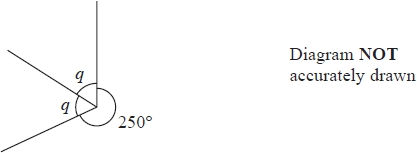 q
q
250°
Diagram NOT
accurately drawn